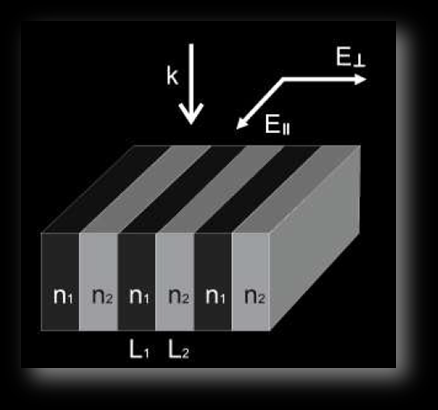 E⊥
k
E∥
n₁ n₂ n₁ n₂ n₁ n₂
L₁ L₂